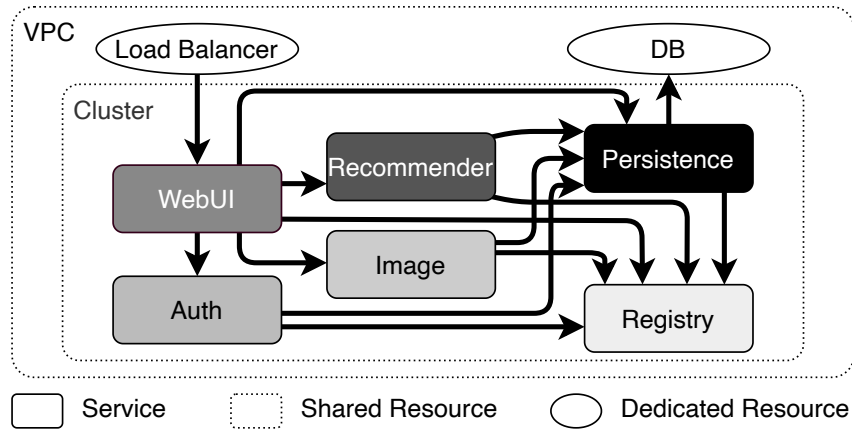 VPC
Load Balancer
DB
Cluster
Recommender
Persistence
WebUI
Image
Auth
Registry
Service
Shared Resource
Dedicated Resource